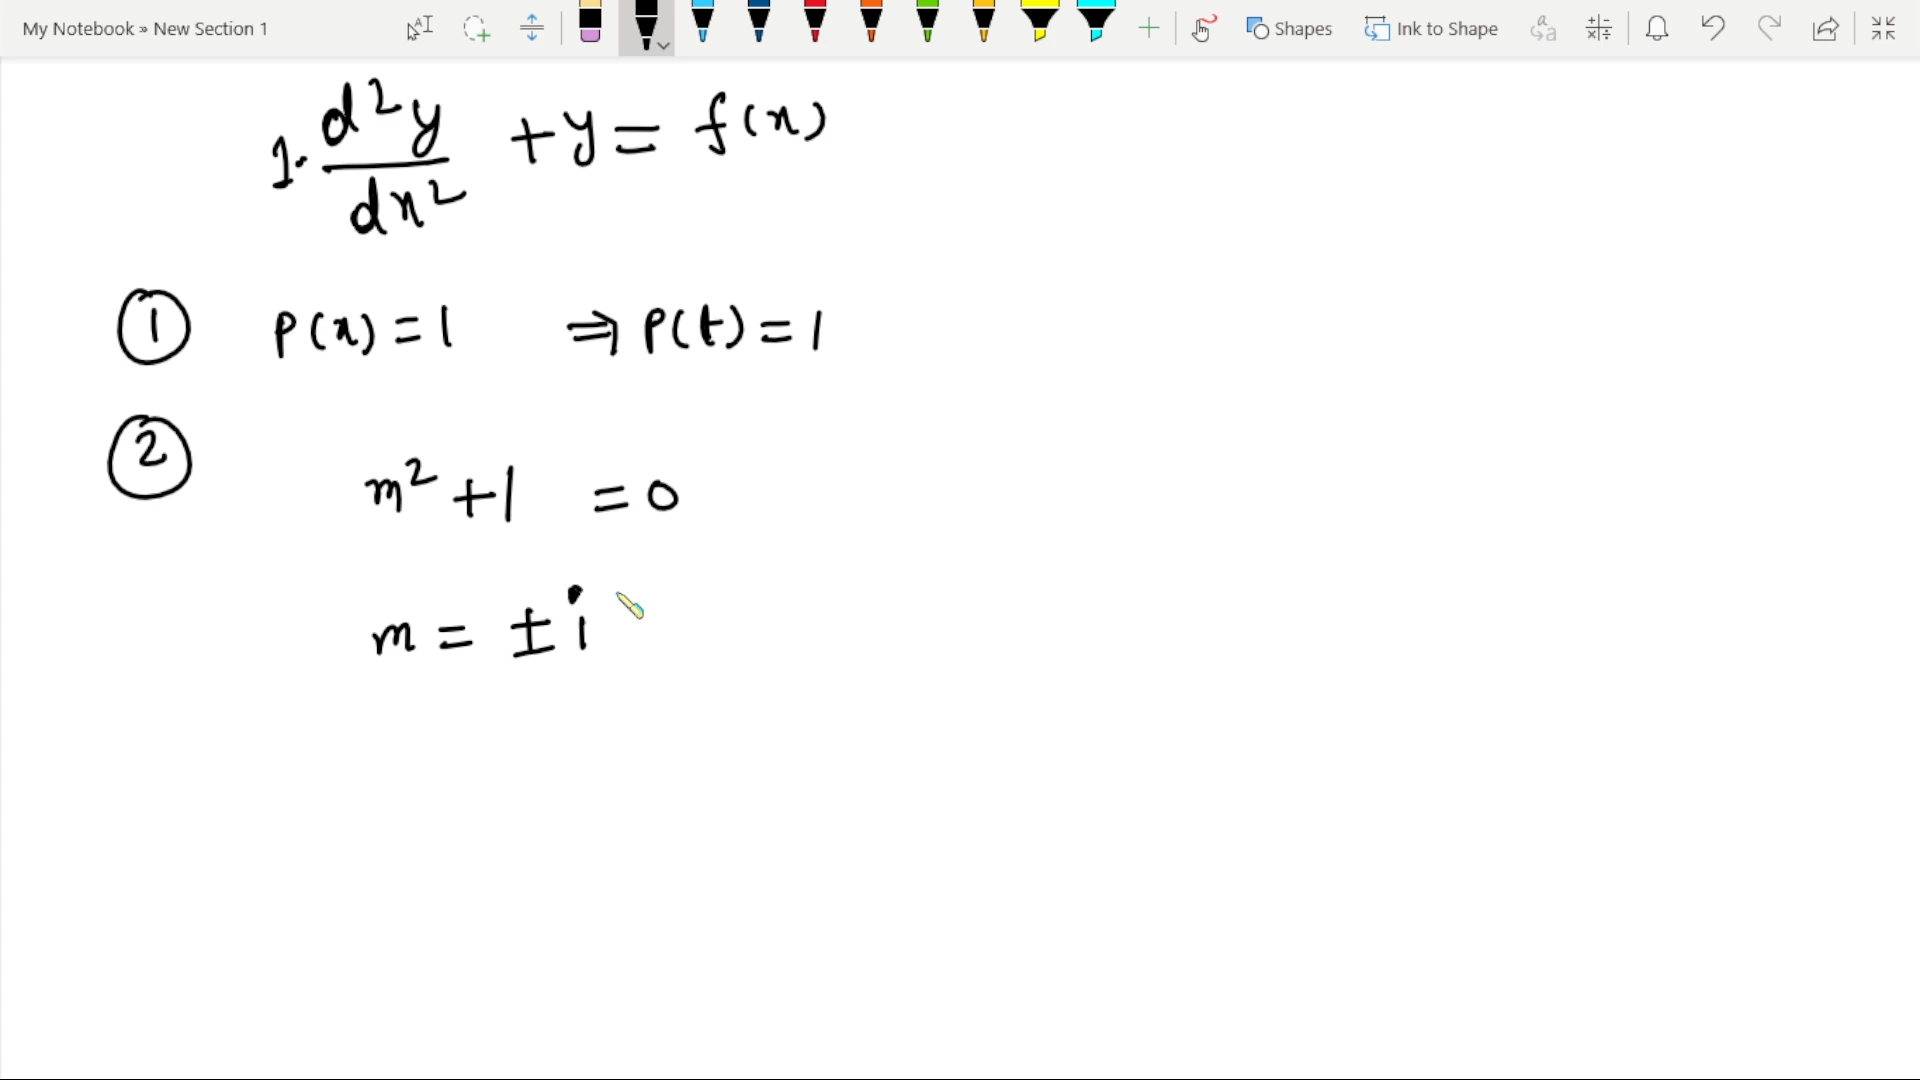 My Notebook » New Section 1
Shapes
Ink to Shape
1. d²y/dx² + y = f(x)
① p(x) = 1 ⇒ p(t) = 1
②
m² + 1 = 0
m = ± i